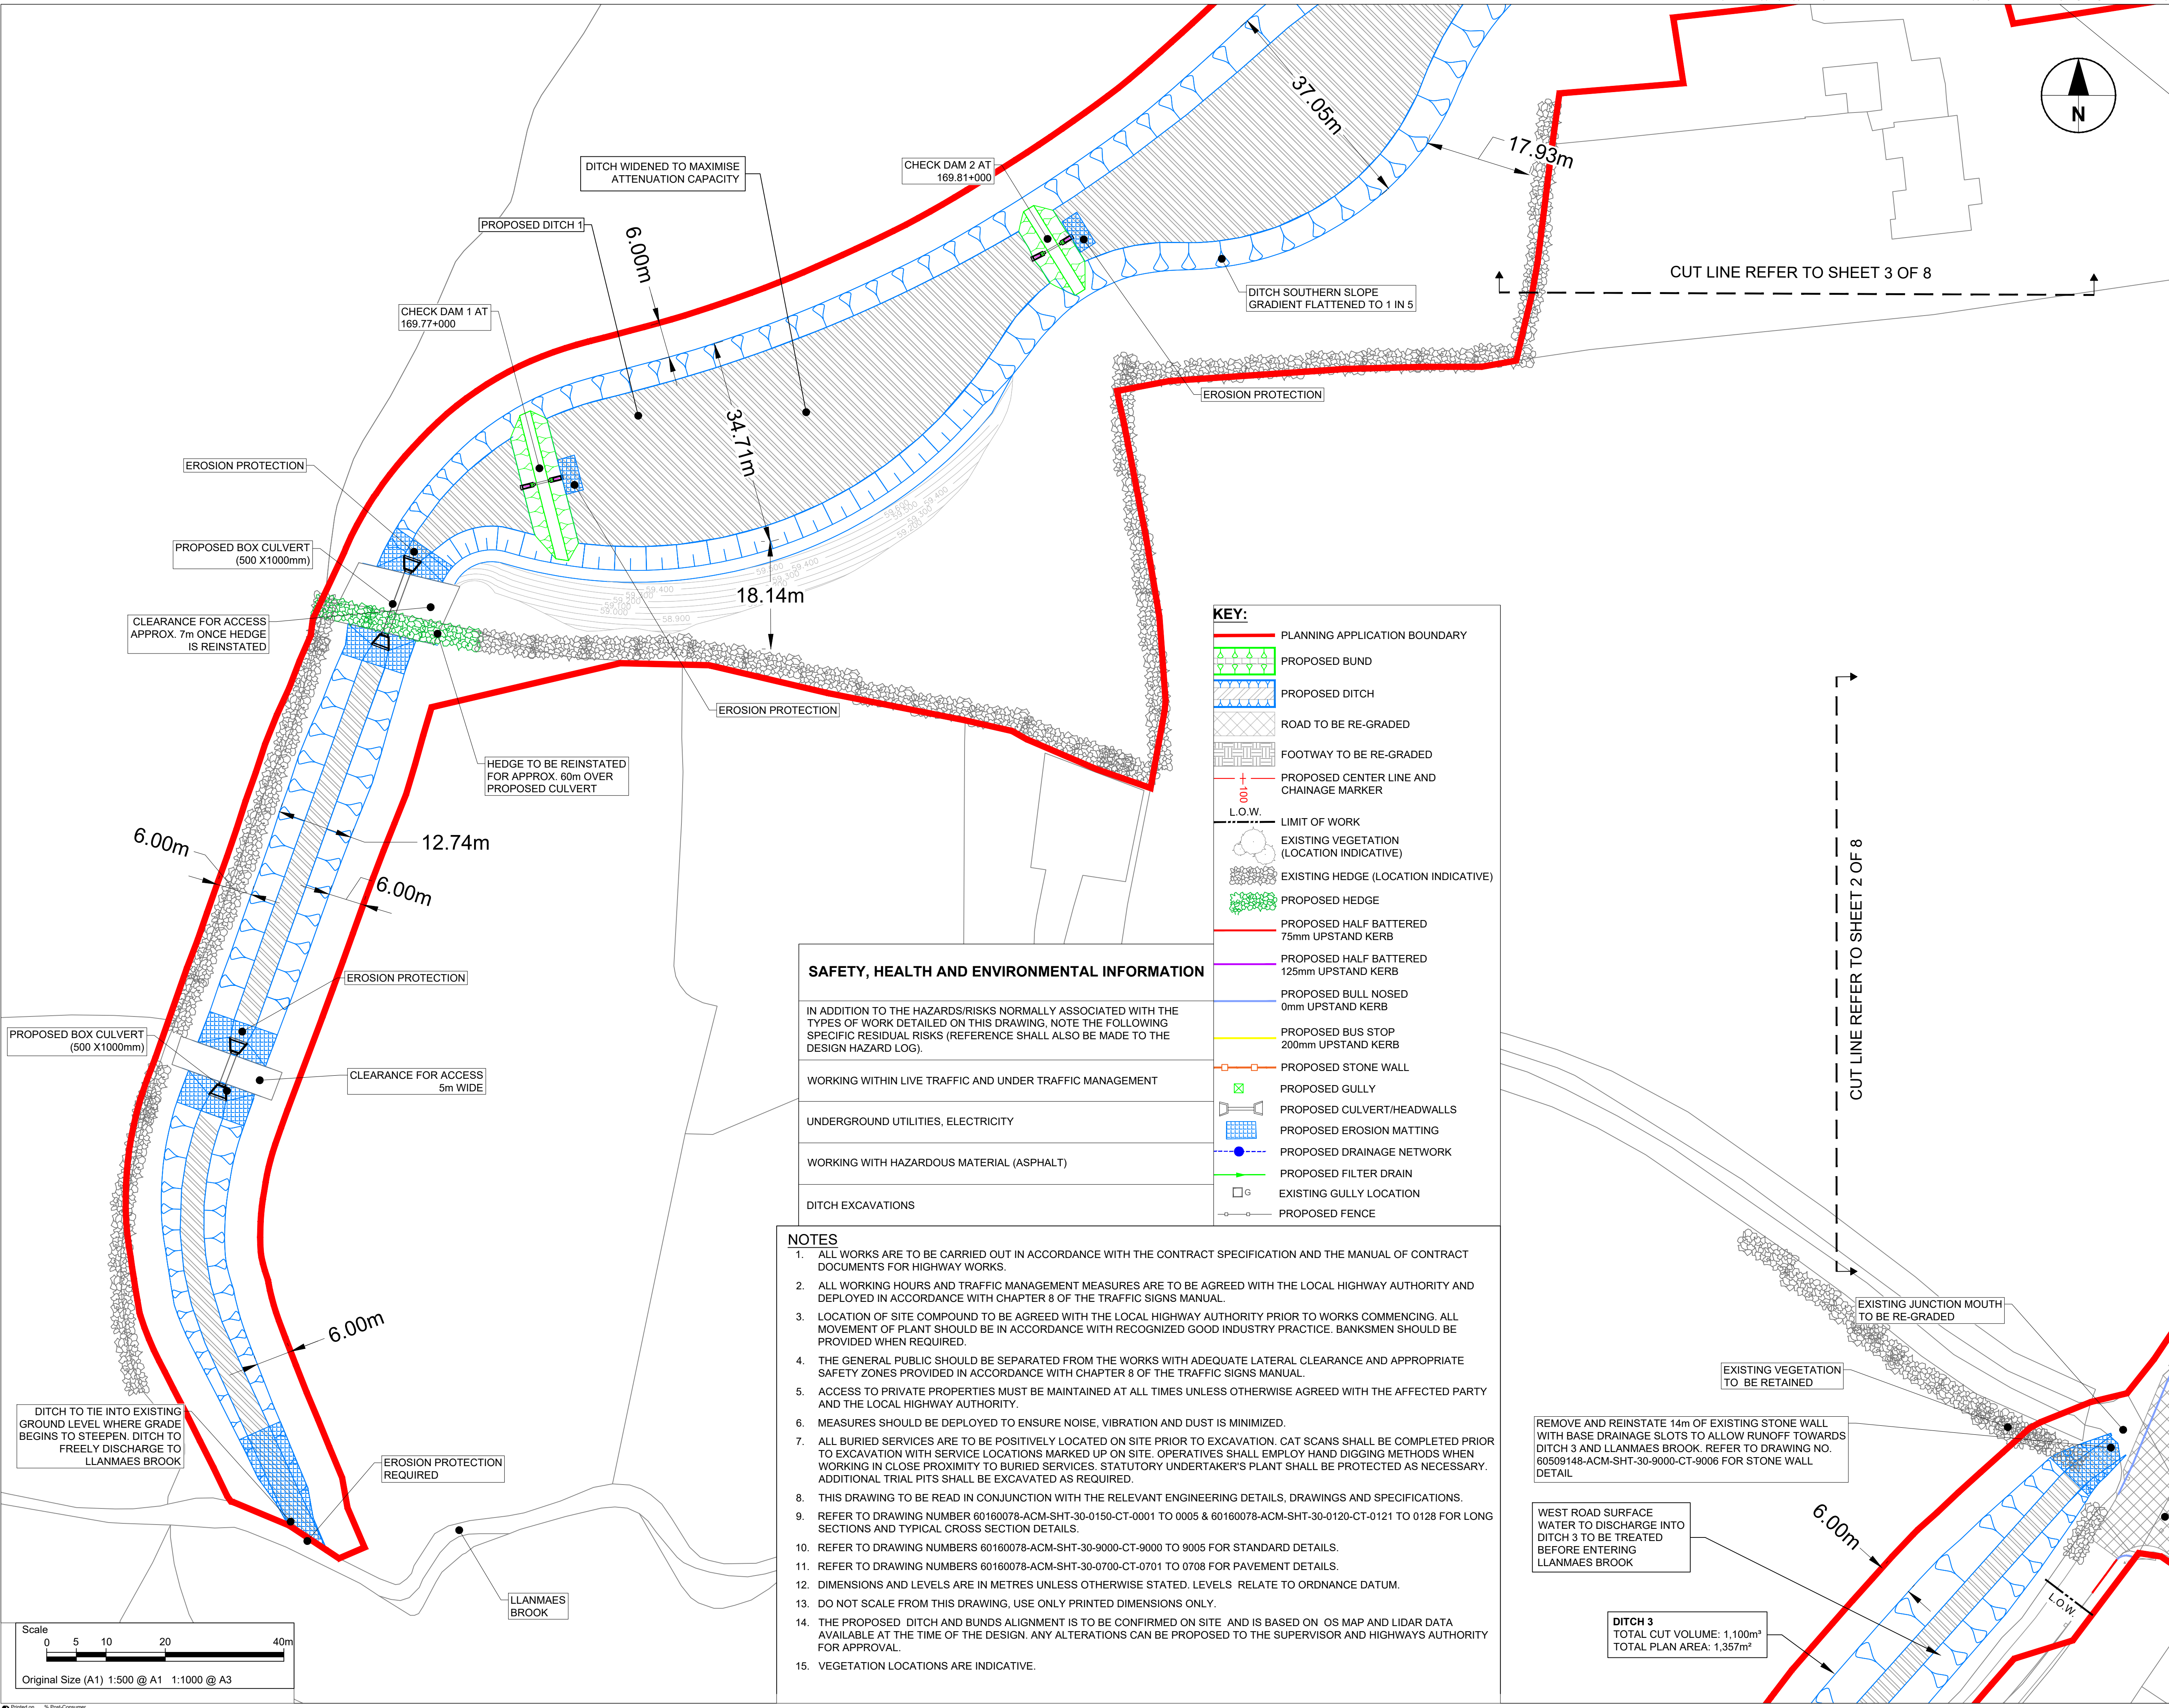 37.05m
17.93m
N
DITCH WIDENED TO MAXIMISE
ATTENUATION CAPACITY
CHECK DAM 2 AT
169.81+000
PROPOSED DITCH 1
6.00m
CUT LINE REFER TO SHEET 3 OF 8
DITCH SOUTHERN SLOPE
GRADIENT FLATTENED TO 1 IN 5
CHECK DAM 1 AT
169.77+000
EROSION PROTECTION
34.71m
EROSION PROTECTION
59.600
59.400
59.300
59.200
PROPOSED BOX CULVERT
(500 X1000mm)
59.400
59.400
59.000
58.900
18.14m
CLEARANCE FOR ACCESS
APPROX. 7m ONCE HEDGE
IS REINSTATED
EROSION PROTECTION
HEDGE TO BE REINSTATED
FOR APPROX. 60m OVER
PROPOSED CULVERT
6.00m
12.74m
6.00m
EROSION PROTECTION
PROPOSED BOX CULVERT
(500 X1000mm)
CLEARANCE FOR ACCESS
5m WIDE
6.00m
DITCH TO TIE INTO EXISTING
GROUND LEVEL WHERE GRADE
BEGINS TO STEEPEN. DITCH TO
FREELY DISCHARGE TO
LLANMAES BROOK
EROSION PROTECTION
REQUIRED
LLANMAES
BROOK
Scale
0 5 10 20 40m
Original Size (A1) 1:500 @ A1 1:1000 @ A3
Printed on % Post-Consumer
KEY:
PLANNING APPLICATION BOUNDARY
PROPOSED BUND
PROPOSED DITCH
ROAD TO BE RE-GRADED
FOOTWAY TO BE RE-GRADED
100
PROPOSED CENTER LINE AND
CHAINAGE MARKER
L.O.W.
LIMIT OF WORK
EXISTING VEGETATION
(LOCATION INDICATIVE)
EXISTING HEDGE (LOCATION INDICATIVE)
PROPOSED HEDGE
PROPOSED HALF BATTERED
75mm UPSTAND KERB
PROPOSED HALF BATTERED
125mm UPSTAND KERB
PROPOSED BULL NOSED
0mm UPSTAND KERB
PROPOSED BUS STOP
200mm UPSTAND KERB
PROPOSED STONE WALL
PROPOSED GULLY
PROPOSED CULVERT/HEADWALLS
PROPOSED EROSION MATTING
PROPOSED DRAINAGE NETWORK
PROPOSED FILTER DRAIN
G EXISTING GULLY LOCATION
PROPOSED FENCE
SAFETY, HEALTH AND ENVIRONMENTAL INFORMATION
IN ADDITION TO THE HAZARDS/RISKS NORMALLY ASSOCIATED WITH THE
TYPES OF WORK DETAILED ON THIS DRAWING, NOTE THE FOLLOWING
SPECIFIC RESIDUAL RISKS (REFERENCE SHALL ALSO BE MADE TO THE
DESIGN HAZARD LOG).
WORKING WITHIN LIVE TRAFFIC AND UNDER TRAFFIC MANAGEMENT
UNDERGROUND UTILITIES, ELECTRICITY
WORKING WITH HAZARDOUS MATERIAL (ASPHALT)
DITCH EXCAVATIONS
NOTES
1. ALL WORKS ARE TO BE CARRIED OUT IN ACCORDANCE WITH THE CONTRACT SPECIFICATION AND THE MANUAL OF CONTRACT
DOCUMENTS FOR HIGHWAY WORKS.
2. ALL WORKING HOURS AND TRAFFIC MANAGEMENT MEASURES ARE TO BE AGREED WITH THE LOCAL HIGHWAY AUTHORITY AND
DEPLOYED IN ACCORDANCE WITH CHAPTER 8 OF THE TRAFFIC SIGNS MANUAL.
3. LOCATION OF SITE COMPOUND TO BE AGREED WITH THE LOCAL HIGHWAY AUTHORITY PRIOR TO WORKS COMMENCING. ALL
MOVEMENT OF PLANT SHOULD BE IN ACCORDANCE WITH RECOGNIZED GOOD INDUSTRY PRACTICE. BANKSMEN SHOULD BE
PROVIDED WHEN REQUIRED.
4. THE GENERAL PUBLIC SHOULD BE SEPARATED FROM THE WORKS WITH ADEQUATE LATERAL CLEARANCE AND APPROPRIATE
SAFETY ZONES PROVIDED IN ACCORDANCE WITH CHAPTER 8 OF THE TRAFFIC SIGNS MANUAL.
5. ACCESS TO PRIVATE PROPERTIES MUST BE MAINTAINED AT ALL TIMES UNLESS OTHERWISE AGREED WITH THE AFFECTED PARTY
AND THE LOCAL HIGHWAY AUTHORITY.
6. MEASURES SHOULD BE DEPLOYED TO ENSURE NOISE, VIBRATION AND DUST IS MINIMIZED.
7. ALL BURIED SERVICES ARE TO BE POSITIVELY LOCATED ON SITE PRIOR TO EXCAVATION. CAT SCANS SHALL BE COMPLETED PRIOR
TO EXCAVATION WITH SERVICE LOCATIONS MARKED UP ON SITE. OPERATIVES SHALL EMPLOY HAND DIGGING METHODS WHEN
WORKING IN CLOSE PROXIMITY TO BURIED SERVICES. STATUTORY UNDERTAKER'S PLANT SHALL BE PROTECTED AS NECESSARY.
ADDITIONAL TRIAL PITS SHALL BE EXCAVATED AS REQUIRED.
8. THIS DRAWING TO BE READ IN CONJUNCTION WITH THE RELEVANT ENGINEERING DETAILS, DRAWINGS AND SPECIFICATIONS.
9. REFER TO DRAWING NUMBER 60160078-ACM-SHT-30-0150-CT-0001 TO 0005 & 60160078-ACM-SHT-30-0120-CT-0121 TO 0128 FOR LONG
SECTIONS AND TYPICAL CROSS SECTION DETAILS.
10. REFER TO DRAWING NUMBERS 60160078-ACM-SHT-30-9000-CT-9000 TO 9005 FOR STANDARD DETAILS.
11. REFER TO DRAWING NUMBERS 60160078-ACM-SHT-30-0700-CT-0701 TO 0708 FOR PAVEMENT DETAILS.
12. DIMENSIONS AND LEVELS ARE IN METRES UNLESS OTHERWISE STATED. LEVELS RELATE TO ORDNANCE DATUM.
13. DO NOT SCALE FROM THIS DRAWING, USE ONLY PRINTED DIMENSIONS ONLY.
14. THE PROPOSED DITCH AND BUNDS ALIGNMENT IS TO BE CONFIRMED ON SITE AND IS BASED ON OS MAP AND LIDAR DATA
AVAILABLE AT THE TIME OF THE DESIGN. ANY ALTERATIONS CAN BE PROPOSED TO THE SUPERVISOR AND HIGHWAYS AUTHORITY
FOR APPROVAL.
15. VEGETATION LOCATIONS ARE INDICATIVE.
CUT LINE REFER TO SHEET 2 OF 8
EXISTING JUNCTION MOUTH
TO BE RE-GRADED
EXISTING VEGETATION
TO BE RETAINED
REMOVE AND REINSTATE 14m OF EXISTING STONE WALL
WITH BASE DRAINAGE SLOTS TO ALLOW RUNOFF TOWARDS
DITCH 3 AND LLANMAES BROOK. REFER TO DRAWING NO.
60509148-ACM-SHT-30-9000-CT-9006 FOR STONE WALL
DETAIL
WEST ROAD SURFACE
WATER TO DISCHARGE INTO
DITCH 3 TO BE TREATED
BEFORE ENTERING
LLANMAES BROOK
6.00m
L.O.W.
DITCH 3
TOTAL CUT VOLUME: 1,100m³
TOTAL PLAN AREA: 1,357m²